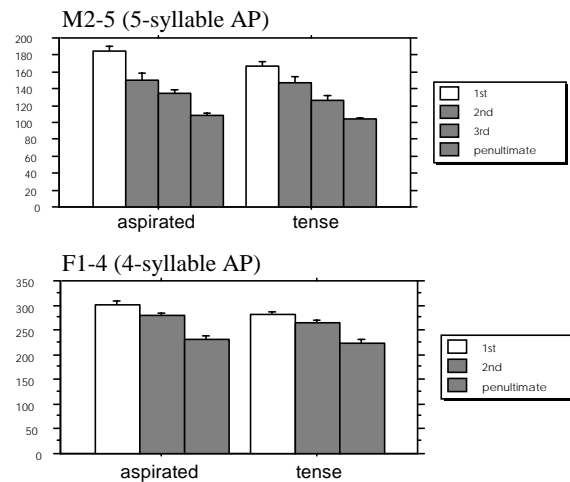 M2-5 (5-syllable AP)
200
180
160
140
120
100
80
60
40
20
0
aspirated
tense
1st
2nd
3rd
penultimate
F1-4 (4-syllable AP)
350
300
250
200
150
100
50
0
aspirated
tense
1st
2nd
penultimate